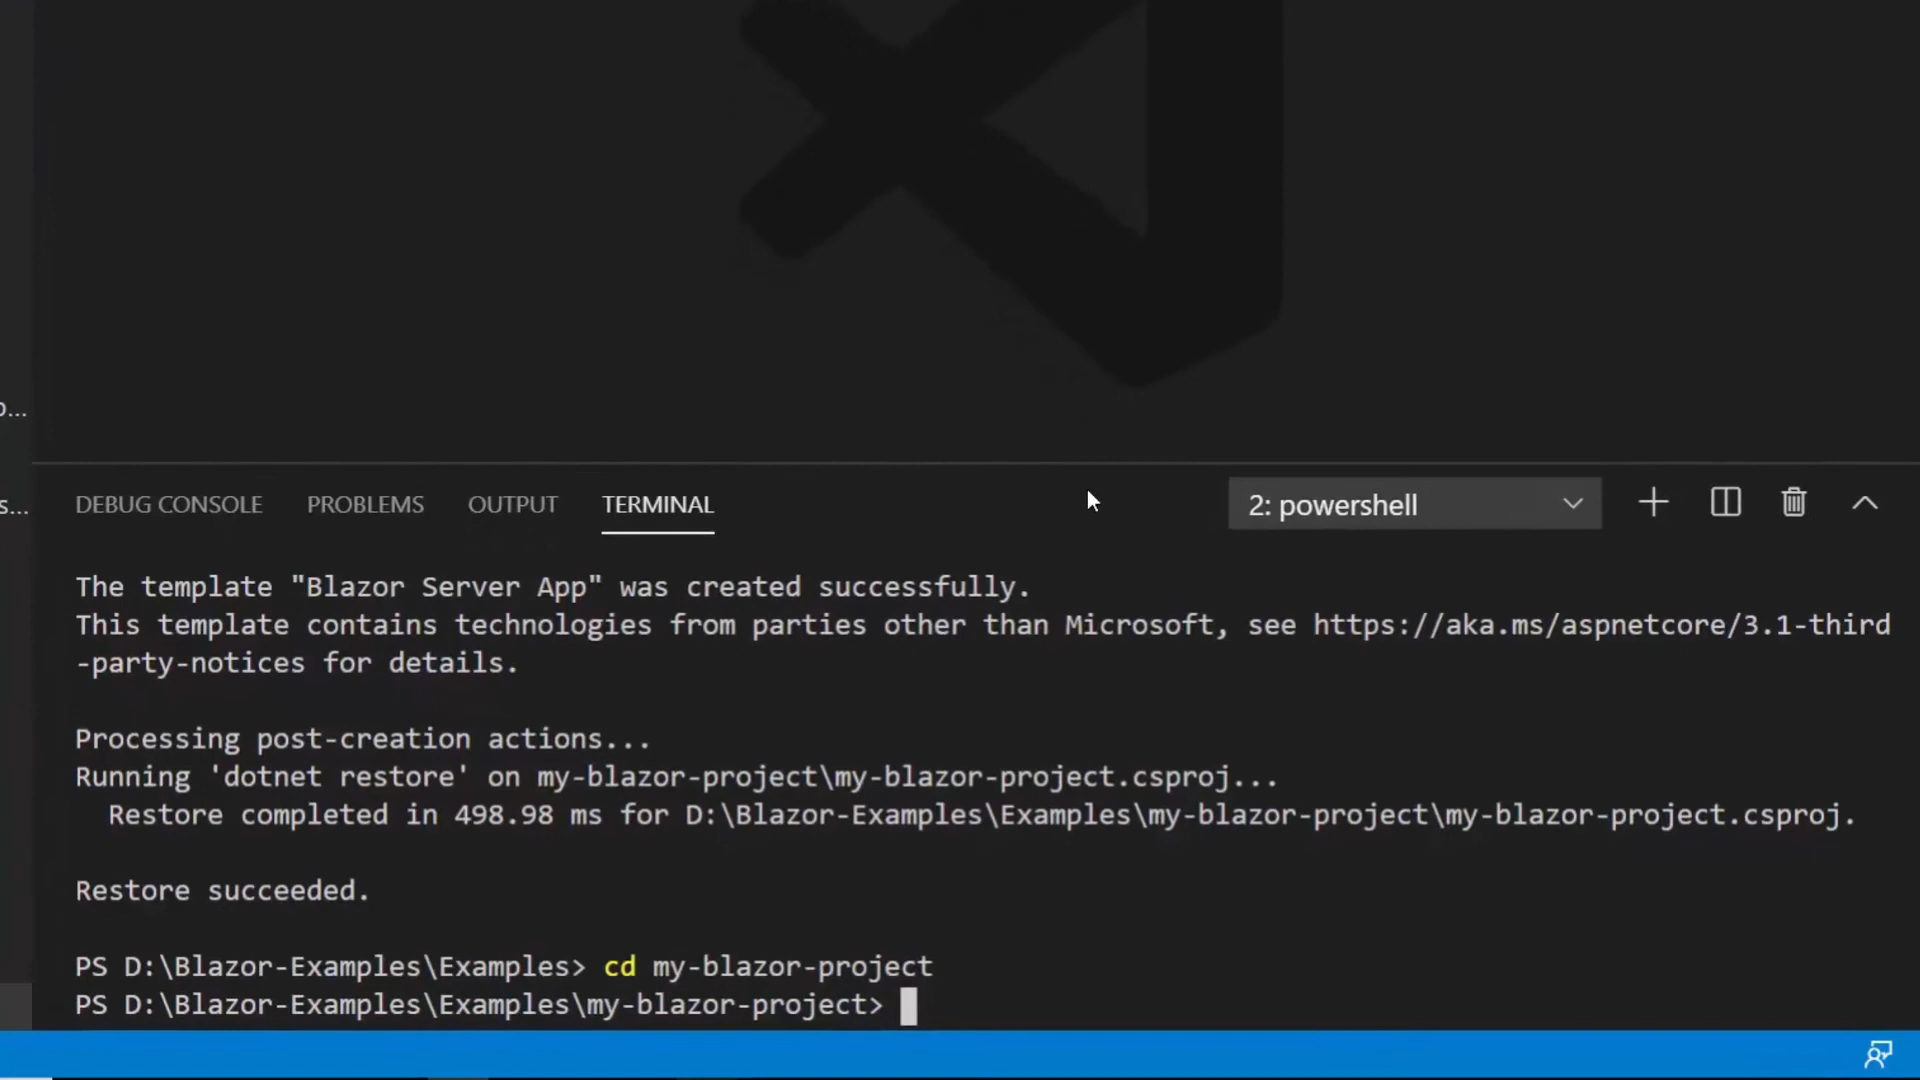 DEBUG CONSOLE PROBLEMS OUTPUT TERMINAL 2: powershell
The template "Blazor Server App" was created successfully.
This template contains technologies from parties other than Microsoft, see https://aka.ms/aspnetcore/3.1-third
-party-notices for details.
Processing post-creation actions...
Running 'dotnet restore' on my-blazor-project\my-blazor-project.csproj...
Restore completed in 498.98 ms for D:\Blazor-Examples\Examples\my-blazor-project\my-blazor-project.csproj.
Restore succeeded.
PS D:\Blazor-Examples\Examples> cd my-blazor-project
PS D:\Blazor-Examples\Examples\my-blazor-project>